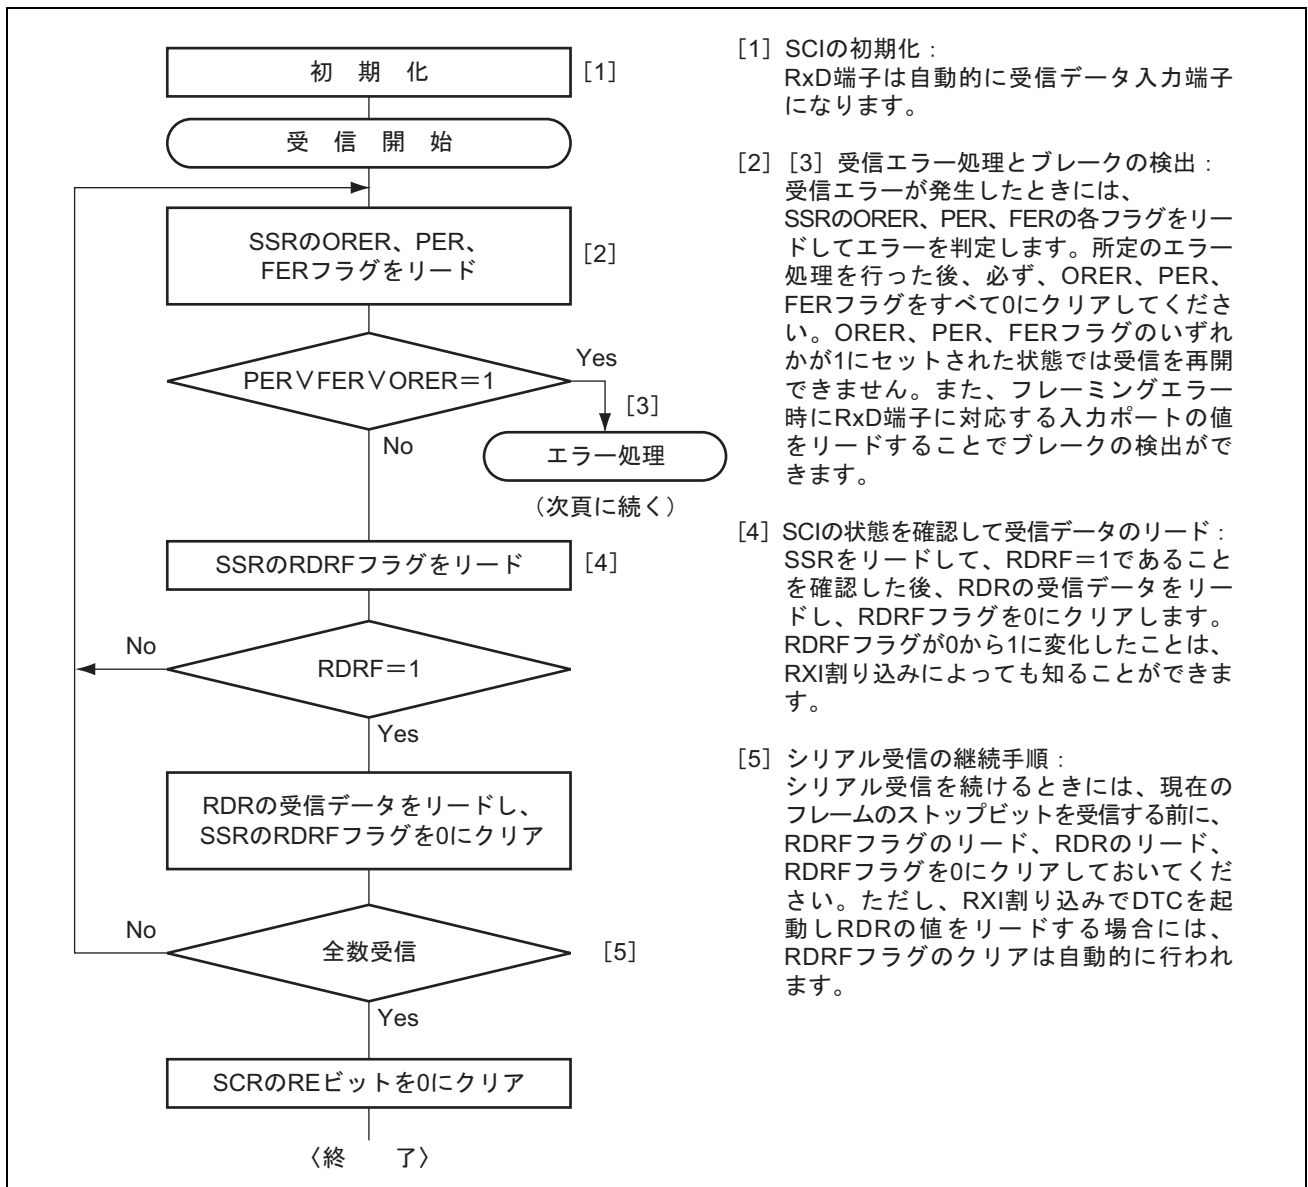 初　期　化
[1]
受　信　開　始
SSRのORER、PER、
FERフラグをリード
[2]
PER∨FER∨ORER＝1
Yes
[3]
No
エラー処理
（次頁に続く）
SSRのRDRFフラグをリード
[4]
No
RDRF＝1
Yes
RDRの受信データをリードし、
SSRのRDRFフラグを0にクリア
No
全数受信
[5]
Yes
SCRのREビットを0にクリア
〈終　　了〉
[1] SCIの初期化：
RxD端子は自動的に受信データ入力端子
になります。
[2] [3] 受信エラー処理とブレークの検出：
受信エラーが発生したときには、
SSRのORER、PER、FERの各フラグをリー
ドしてエラーを判定します。所定のエラー
処理を行った後、必ず、ORER、PER、
FERフラグをすべて0にクリアしてくださ
い。ORER、PER、FERフラグのいずれ
かが1にセットされた状態では受信を再開
できません。また、フレーミングエラー
時にRxD端子に対応する入力ポートの値
をリードすることでブレークの検出がで
きます。
[4] SCIの状態を確認して受信データのリード：
SSRをリードして、RDRF＝1であること
を確認した後、RDRの受信データをリー
ドし、RDRFフラグを0にクリアします。
RDRFフラグが0から1に変化したことは、
RXI割り込みによっても知ることができま
す。
[5] シリアル受信の継続手順：
シリアル受信を続けるときには、現在の
フレームのストップビットを受信する前に、
RDRFフラグのリード、RDRのリード、
RDRFフラグを0にクリアしておいてくだ
さい。ただし、RXI割り込みでDTCを起
動しRDRの値をリードする場合には、
RDRFフラグのクリアは自動的に行われ
ます。